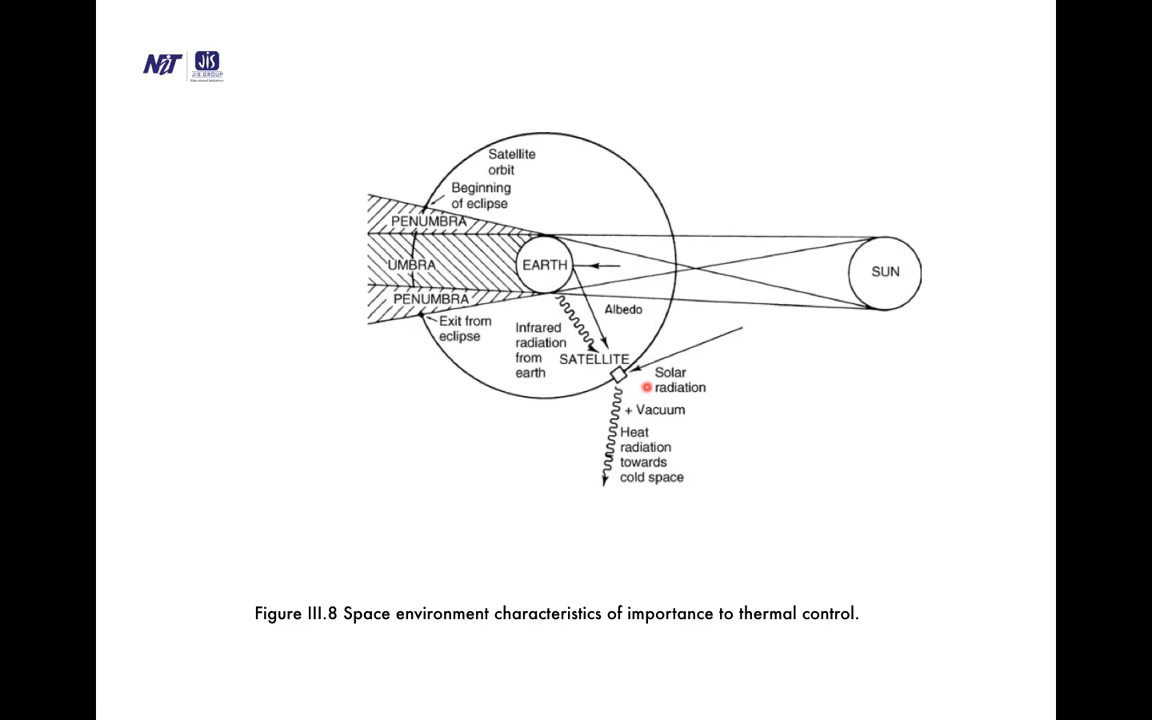 NiT
JIS
JIS GROUP
Satellite
orbit
Beginning
of eclipse
PENUMBRA
UMBRA
EARTH
SUN
PENUMBRA
Exit from
eclipse
Albedo
Infrared
radiation
from
earth
SATELLITE
Solar
radiation
+ Vacuum
Heat
radiation
towards
cold space
Figure III.8 Space environment characteristics of importance to thermal control.